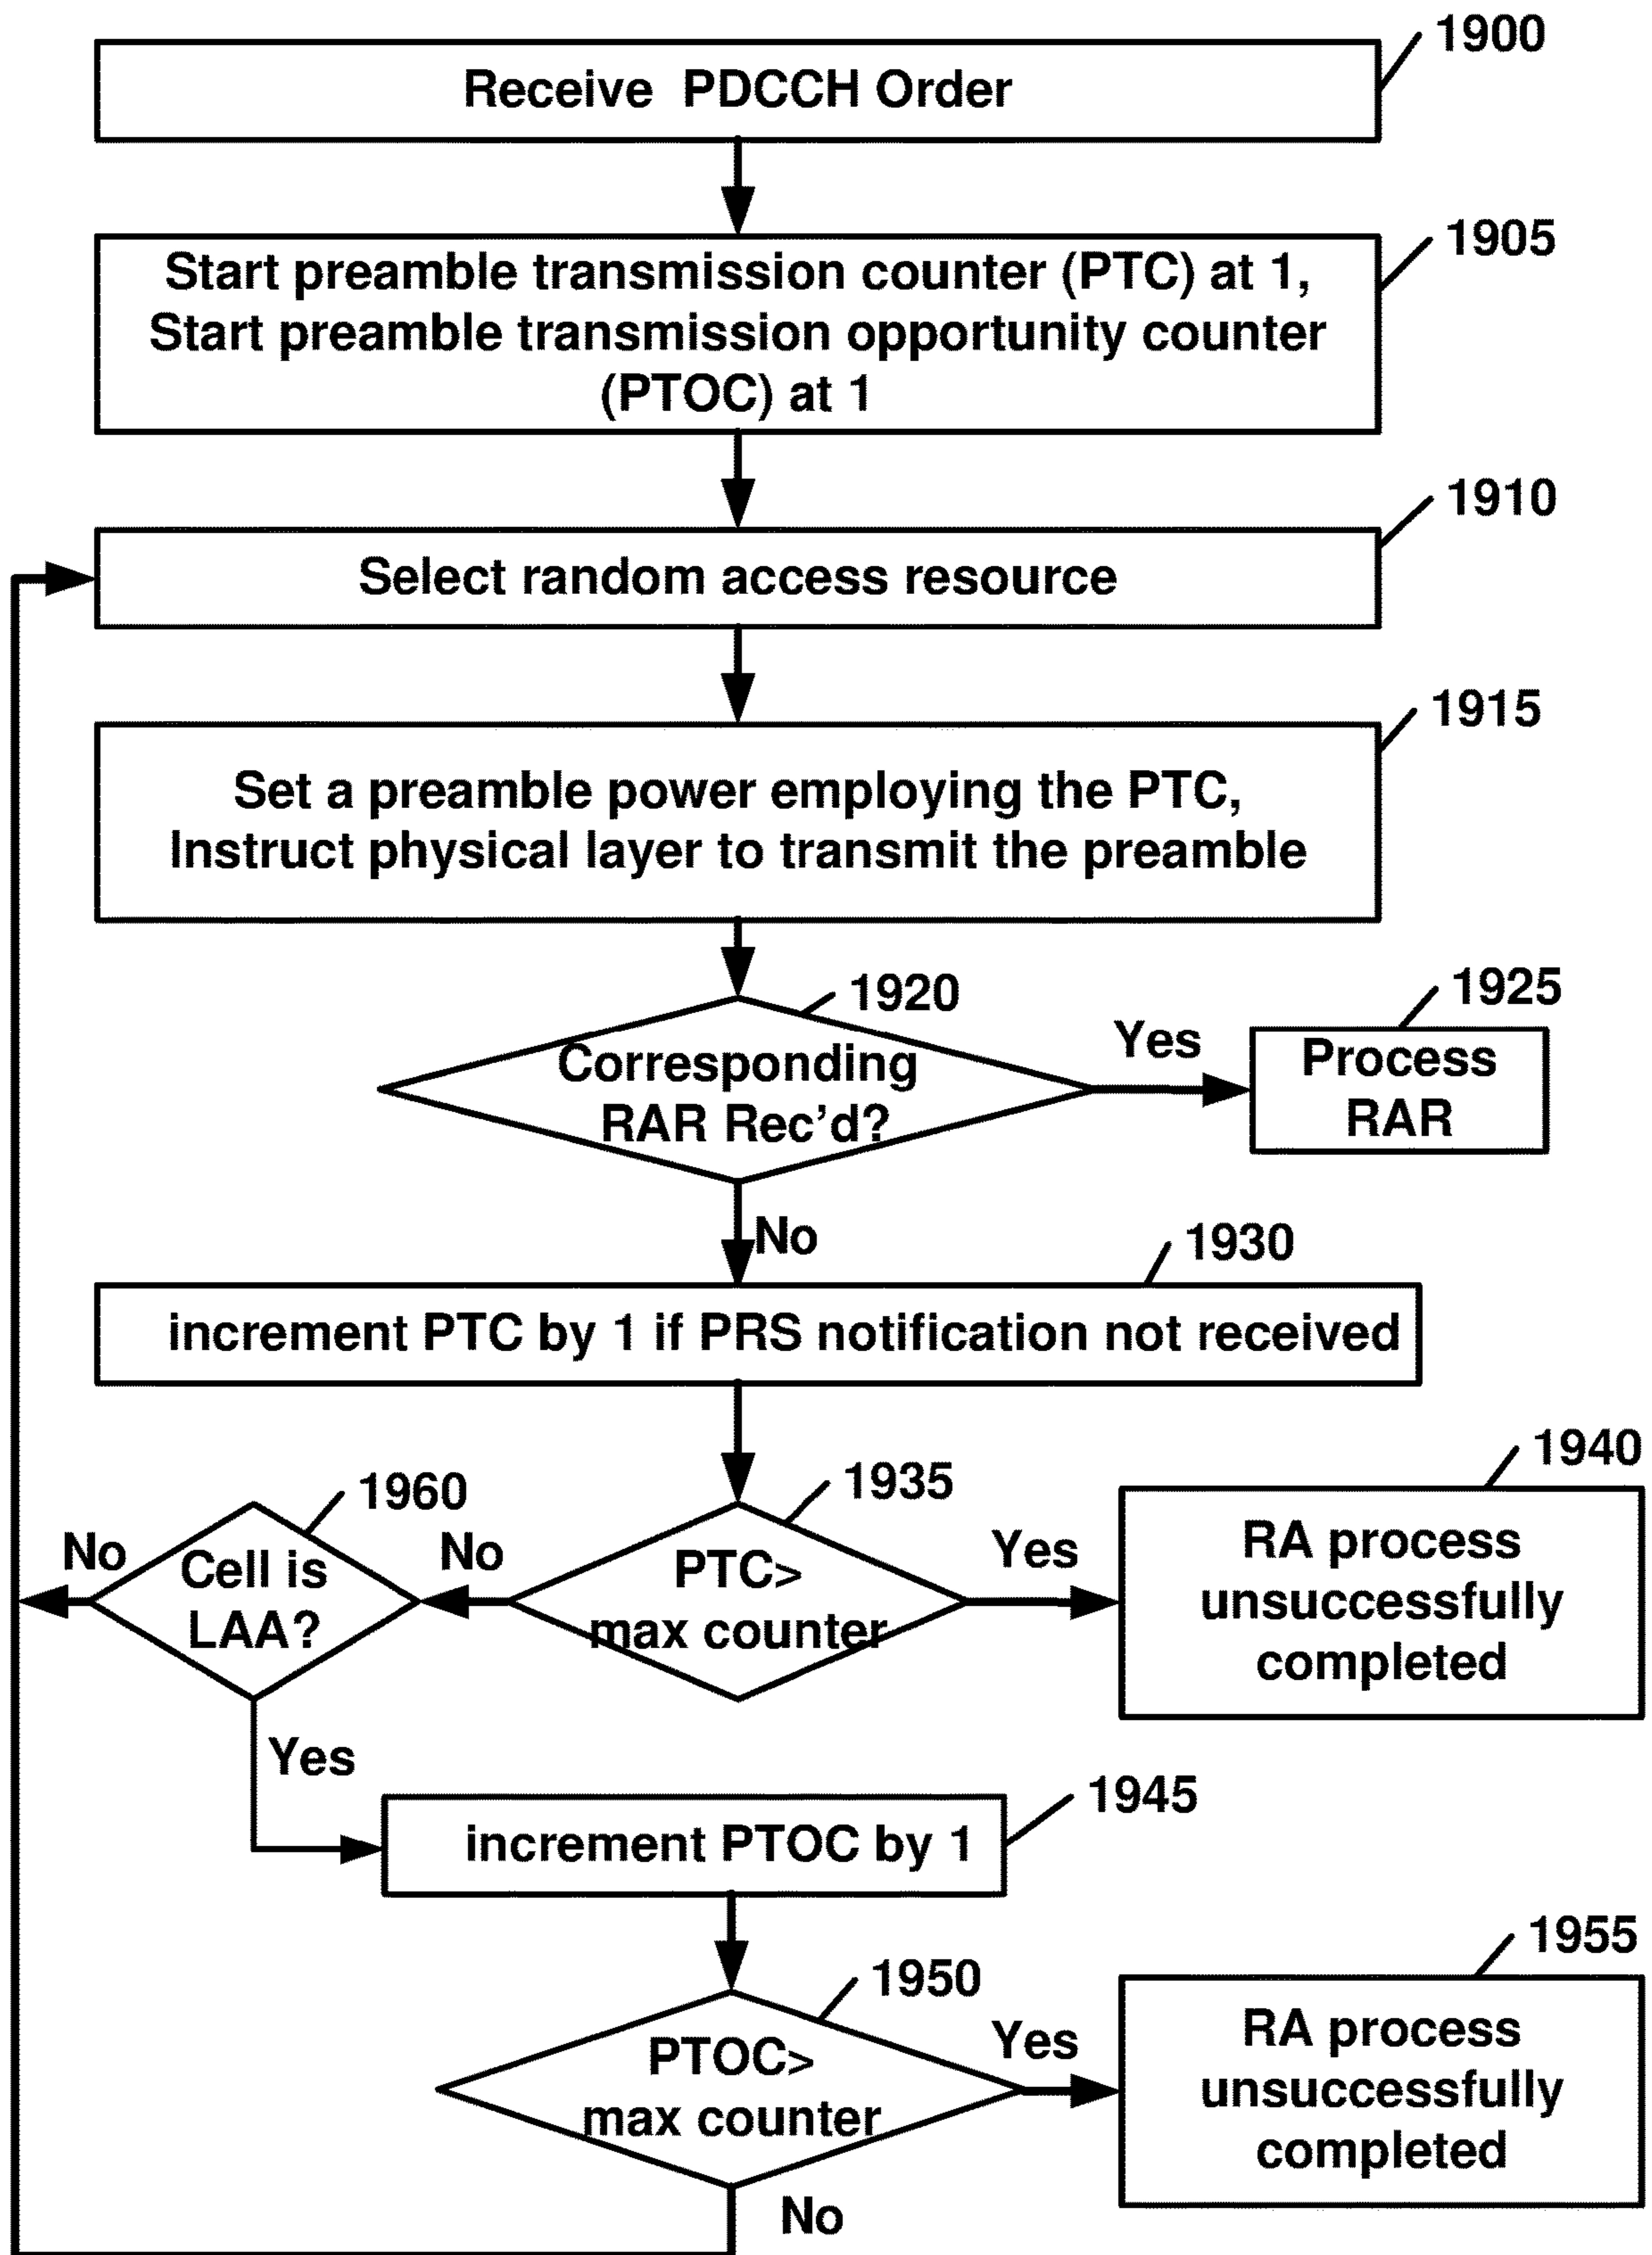 1900
Receive PDCCH Order
1905
Start preamble transmission counter (PTC) at 1,
Start preamble transmission opportunity counter
(PTOC) at 1
1910
Select random access resource
1915
Set a preamble power employing the PTC,
Instruct physical layer to transmit the preamble
1920
Corresponding
RAR Rec'd?
Yes
1925
Process
RAR
No
1930
increment PTC by 1 if PRS notification not received
1935
PTC>
max counter
Yes
1940
RA process
unsuccessfully
completed
No
1960
Cell is
LAA?
No
Yes
1945
increment PTOC by 1
1950
PTOC>
max counter
Yes
1955
RA process
unsuccessfully
completed
No